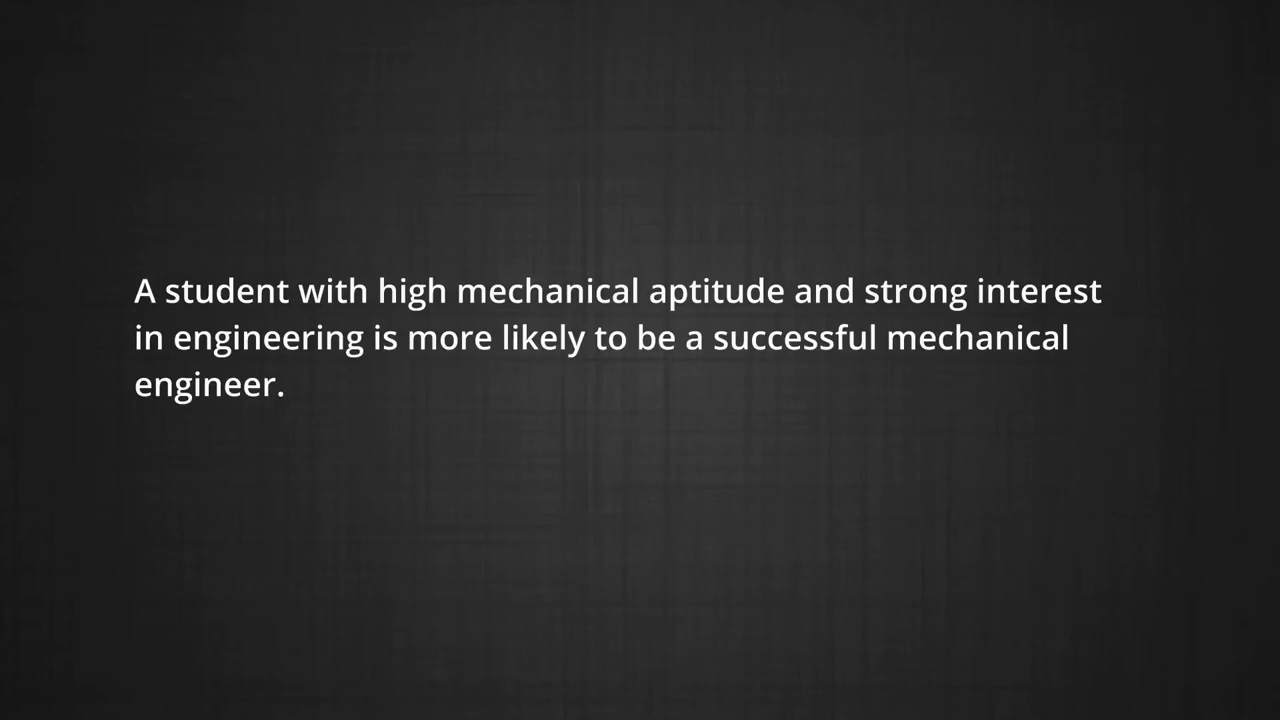 A student with high mechanical aptitude and strong interest
in engineering is more likely to be a successful mechanical
engineer.